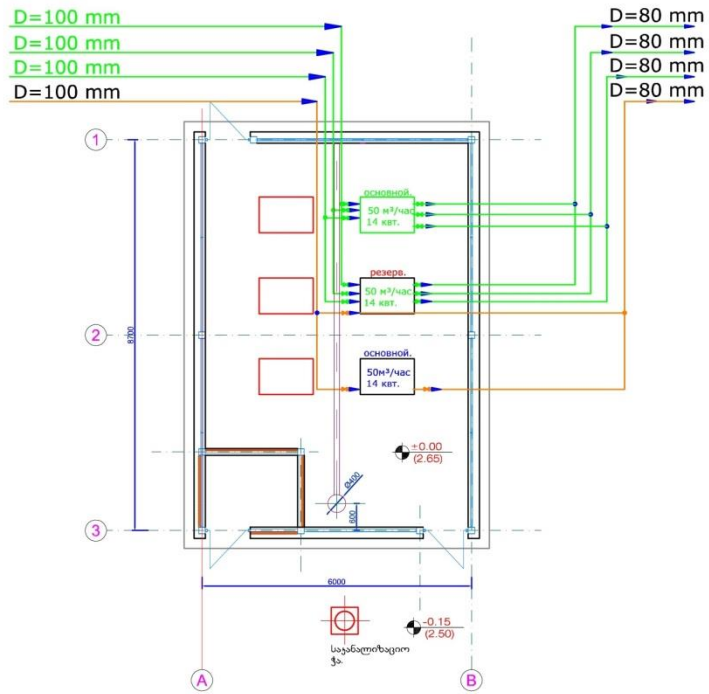 D=100 mm
D=80 mm
D=100 mm
D=80 mm
D=100 mm
D=80 mm
D=100 mm
D=80 mm
1
основной.
50 м³/час
14 квт.
резерв.
50 м³/час
14 квт.
2
8700
основной.
50м³/час
14 квт.
±0.00
(2.65)
Ø400
600
3
6000
-0.15
(2.50)
საკანალიზაციო
ჭა.
A
B